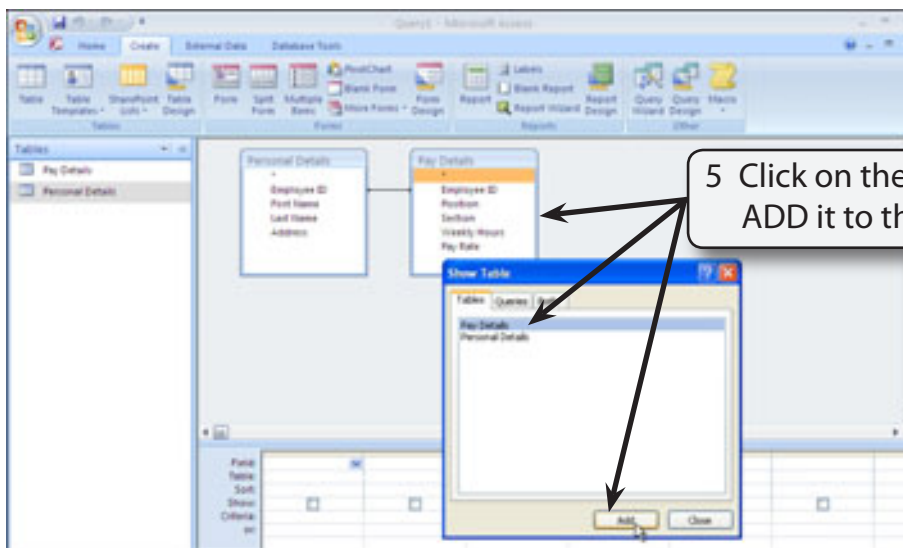 Query1 - Microsoft Access
Home Create External Data Database Tools
Table Table Templates SharePoint Lists Table Design
Tables
Form Split Form Multiple Items PivotChart Blank Form More Forms Form Design
Forms
Report Labels Blank Report Report Wizard Report Design
Reports
Query Wizard Query Design Macro
Other
Tables
Pay Details
Personal Details
Personal Details
*
Employee ID
First Name
Last Name
Address
Pay Details
*
Employee ID
Position
Section
Weekly Hours
Pay Rate
5 Click on the
ADD it to th
Show Table
Tables Queries Both
Pay Details
Personal Details
Add Close
Field:
Table:
Sort:
Show:
Criteria:
or: